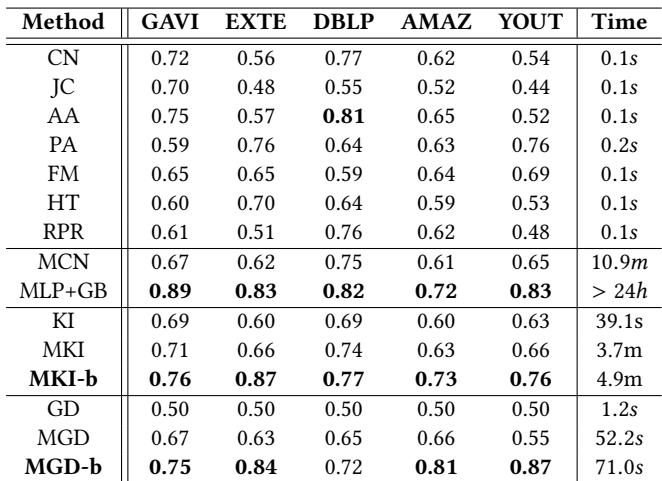 Method GAVI EXTE DBLP AMAZ YOUT Time
CN 0.72 0.56 0.77 0.62 0.54 0.1s
JC 0.70 0.48 0.55 0.52 0.44 0.1s
AA 0.75 0.57 0.81 0.65 0.52 0.1s
PA 0.59 0.76 0.64 0.63 0.76 0.2s
FM 0.65 0.65 0.59 0.64 0.69 0.1s
HT 0.60 0.70 0.64 0.59 0.53 0.1s
RPR 0.61 0.51 0.76 0.62 0.48 0.1s
MCN 0.67 0.62 0.75 0.61 0.65 10.9m
MLP+GB 0.89 0.83 0.82 0.72 0.83 > 24h
KI 0.69 0.60 0.69 0.60 0.63 39.1s
MKI 0.71 0.66 0.74 0.63 0.66 3.7m
MKI-b 0.76 0.87 0.77 0.73 0.76 4.9m
GD 0.50 0.50 0.50 0.50 0.50 1.2s
MGD 0.67 0.63 0.65 0.66 0.55 52.2s
MGD-b 0.75 0.84 0.72 0.81 0.87 71.0s